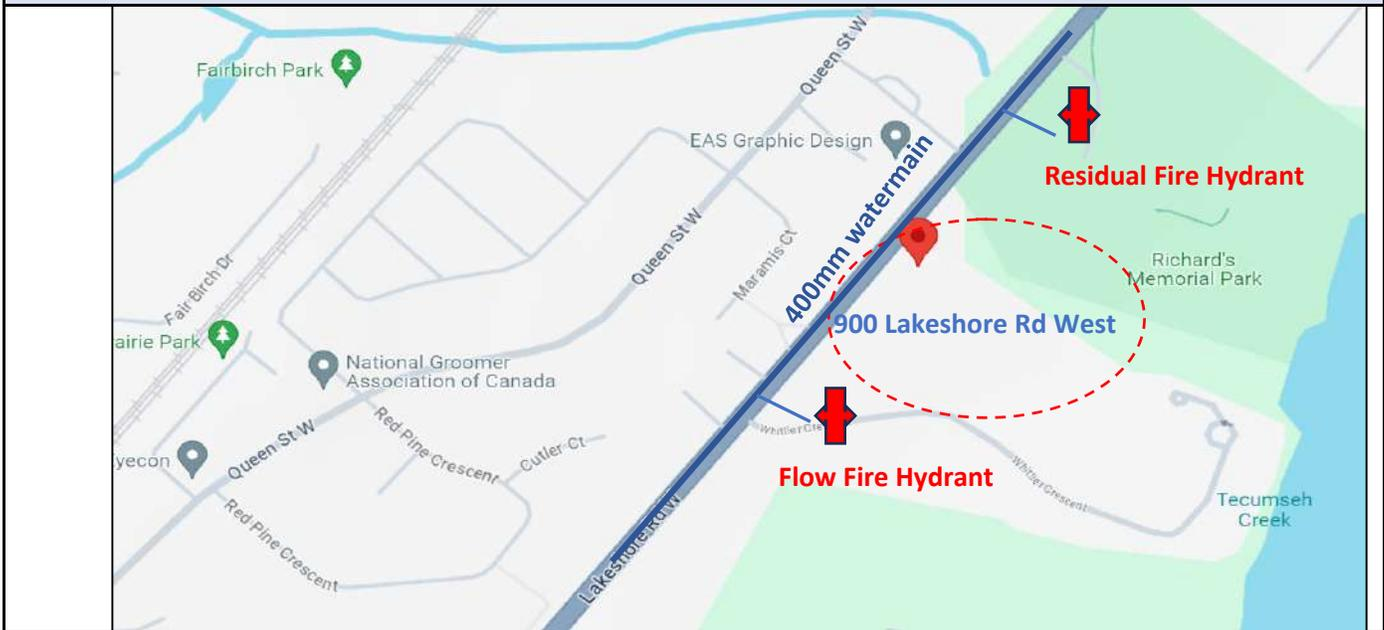 Queen St W
Fairbirch Park
EAS Graphic Design
400mm watermain
Residual Fire Hydrant
Queen St W
Maramis Ct
Richard's
Memorial Park
Fair Birch Dr
900 Lakeshore Rd West
airie Park
National Groomer
Association of Canada
Red Pine Crescent
Whittier Cre
Queen St W
Cutler Ct
yecon
Flow Fire Hydrant
Whittier Crescent
Tecumseh
Creek
Red Pine Crescent
Lakeshore Rd W